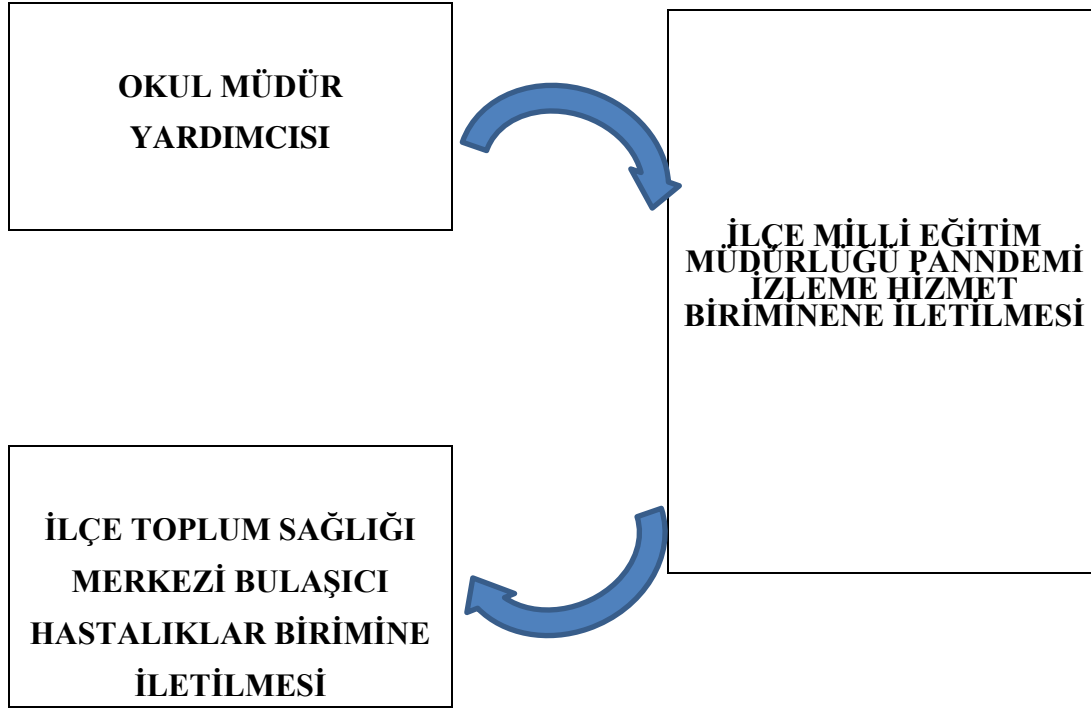 OKUL MÜDÜR
YARDIMCISI
İLÇE MİLLİ EĞİTİM
MÜDÜRLÜĞÜ PANNDEMİ
İZLEME HİZMET
BİRİMİNENE İLETİLMESİ
İLÇE TOPLUM SAĞLIĞI
MERKEZİ BULAŞICI
HASTALIKLAR BİRİMİNE
İLETİLMESİ